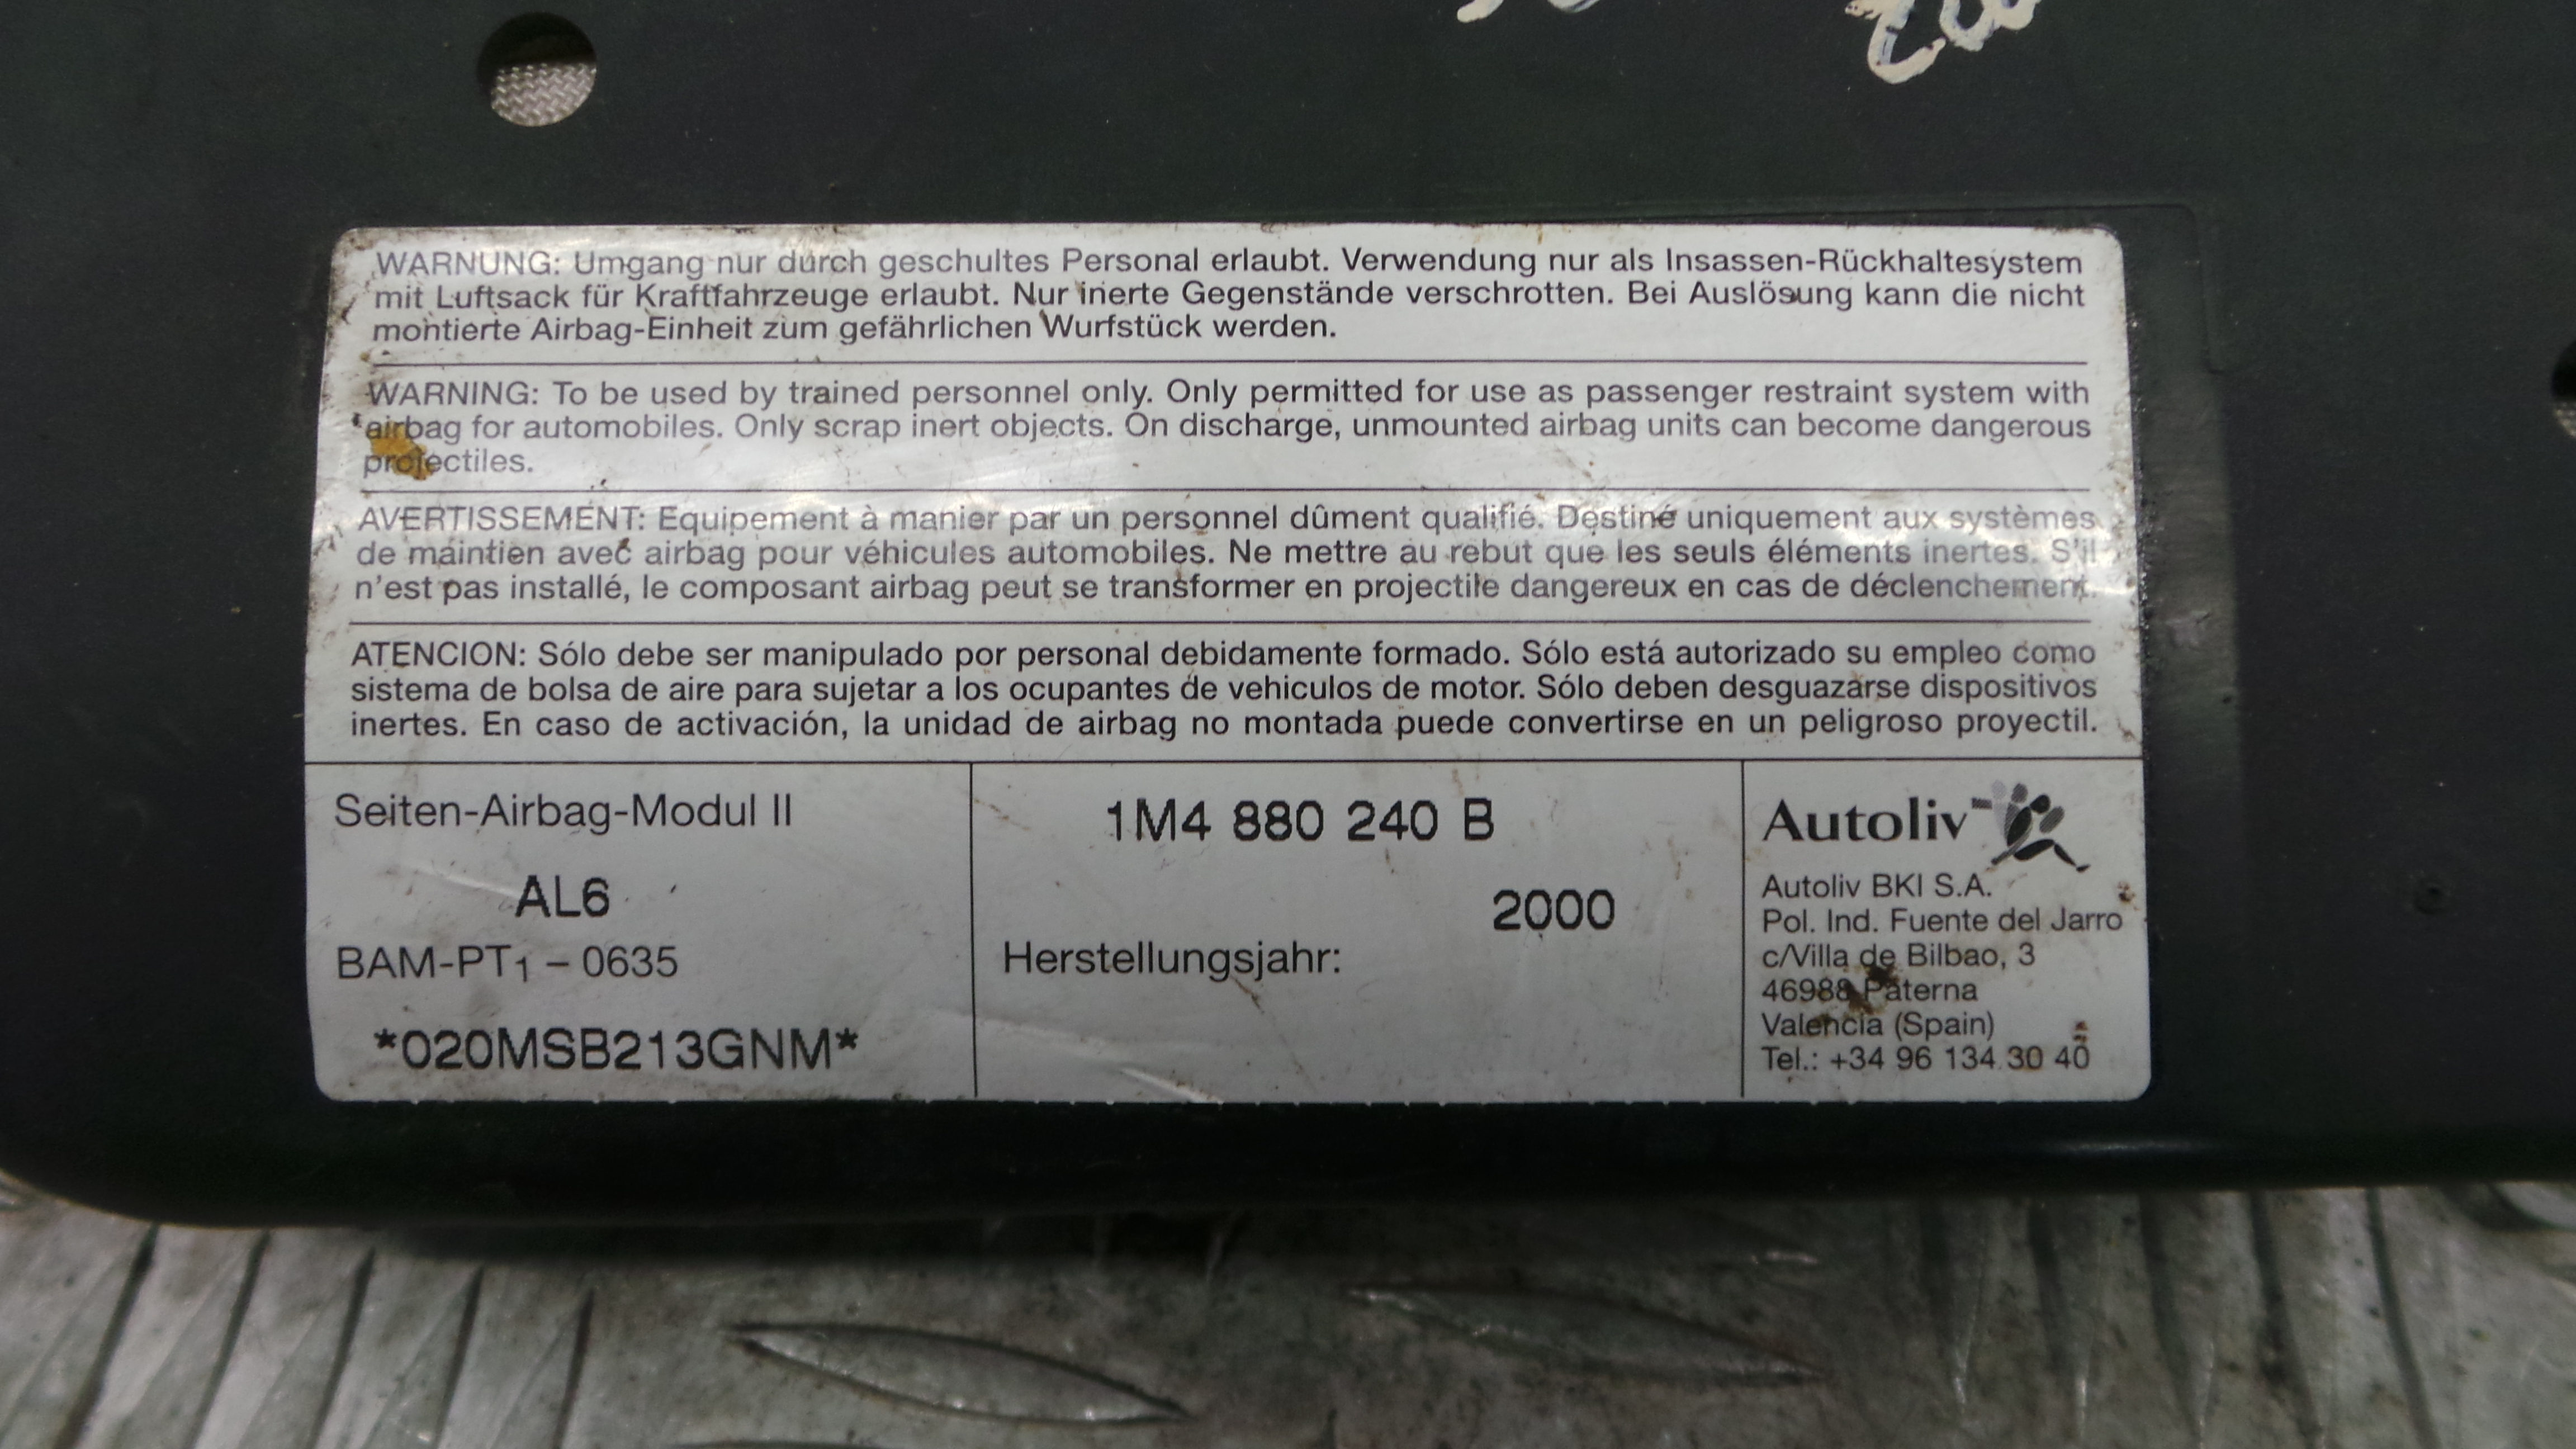 WARNUNG: Umgang nur durch geschultes Personal erlaubt. Verwendung nur als Insassen-Rückhaltesystem
mit Luftsack für Kraftfahrzeuge erlaubt. Nur inerte Gegenstände verschrotten. Bei Auslösung kann die nicht
montierte Airbag-Einheit zum gefährlichen Wurfstück werden.
WARNING: To be used by trained personnel only. Only permitted for use as passenger restraint system with
airbag for automobiles. Only scrap inert objects. On discharge, unmounted airbag units can become dangerous
projectiles.
AVERTISSEMENT: Equipement à manier par un personnel dûment qualifié. Destiné uniquement aux systèmes
de maintien avec airbag pour véhicules automobiles. Ne mettre au rebut que les seuls éléments inertes. S'il
n'est pas installé, le composant airbag peut se transformer en projectile dangereux en cas de déclenchement.
ATENCION: Sólo debe ser manipulado por personal debidamente formado. Sólo está autorizado su empleo como
sistema de bolsa de aire para sujetar a los ocupantes de vehiculos de motor. Sólo deben desguazarse dispositivos
inertes. En caso de activación, la unidad de airbag no montada puede convertirse en un peligroso proyectil.
Seiten-Airbag-Modul II
AL6
BAM-PT1 – 0635
*020MSB213GNM*
1M4 880 240 B
2000
Herstellungsjahr:
Autoliv
Autoliv BKI S.A.
Pol. Ind. Fuente del Jarro
c/Villa de Bilbao, 3
46988 Paterna
Valencia (Spain)
Tel.: +34 96 134 30 40